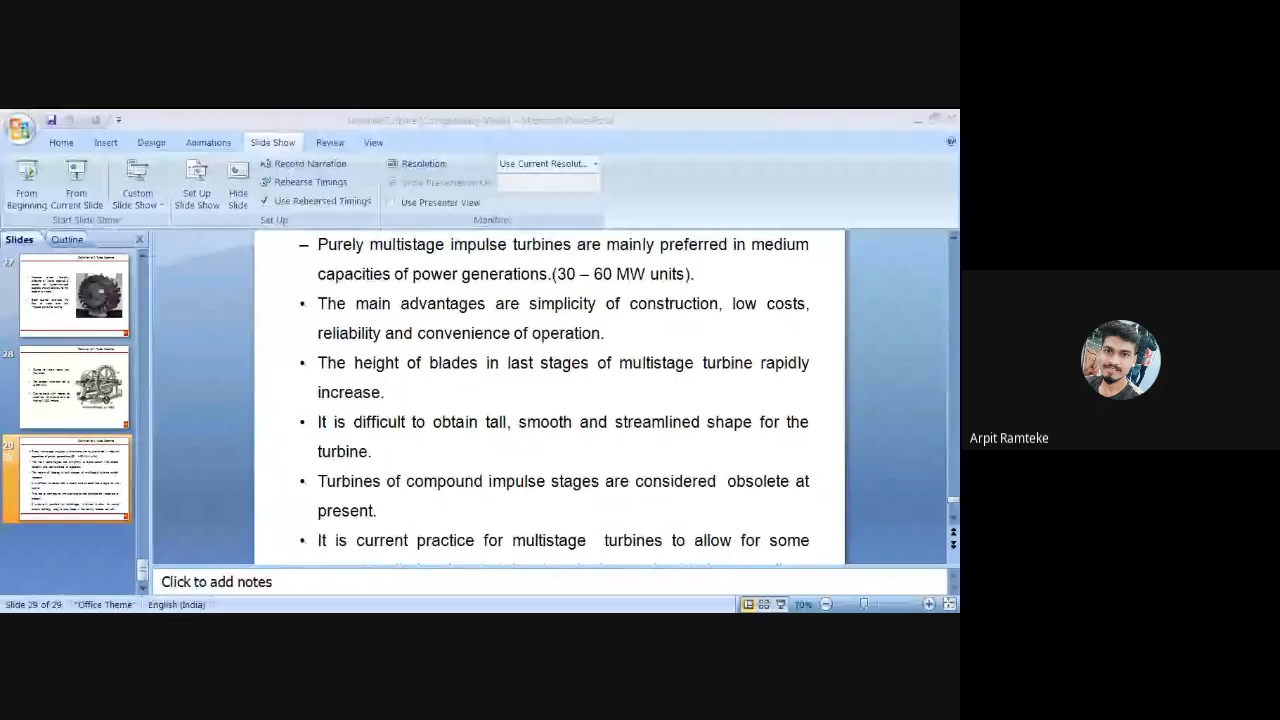 Home Insert Design Animations Slide Show Review View
Record Narration
Resolution:
Use Current Resolut...
Rehearse Timings
Show Presentation On:
From Beginning
From Current Slide
Custom Slide Show
Set Up Slide Show
Hide Slide
Use Rehearsed Timings
Use Presenter View
Start Slide Show
Set Up
Monitors
Slides Outline
27
28
29
– Purely multistage impulse turbines are mainly preferred in medium
capacities of power generations.(30 – 60 MW units).
• The main advantages are simplicity of construction, low costs,
reliability and convenience of operation.
• The height of blades in last stages of multistage turbine rapidly
increase.
• It is difficult to obtain tall, smooth and streamlined shape for the
turbine.
• Turbines of compound impulse stages are considered obsolete at
present.
• It is current practice for multistage turbines to allow for some
Arpit Ramteke
Click to add notes
Slide 29 of 29 "Office Theme" English (India) 70%